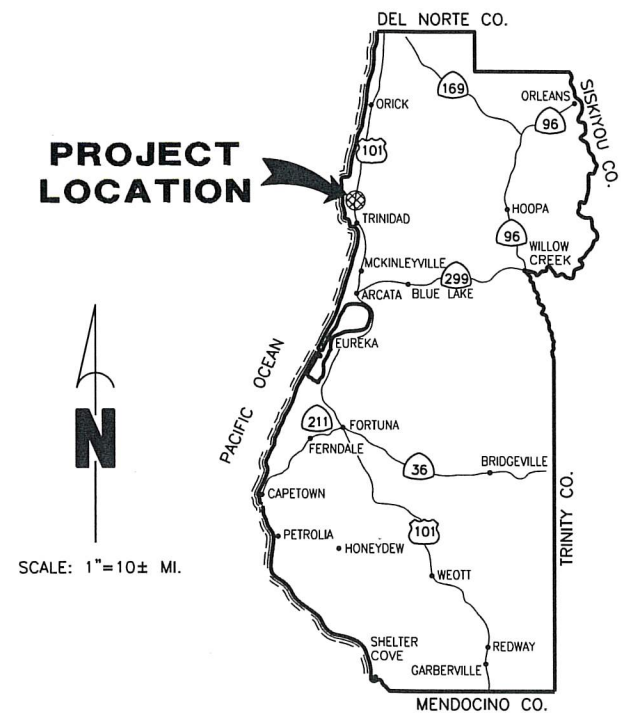 DEL NORTE CO.
169
ORLEANS
SISKIYOU CO.
ORICK
96
101
PROJECT
LOCATION
HOOPA
TRINIDAD
96
WILLOW
CREEK
MCKINLEYVILLE
299
ARCATA
BLUE LAKE
EUREKA
PACIFIC OCEAN
N
211
FORTUNA
FERNDALE
36
BRIDGEVILLE
CAPETOWN
TRINITY CO.
101
PETROLIA
HONEYDEW
SCALE: 1"=10± MI.
WEOTT
SHELTER
COVE
REDWAY
GARBERVILLE
MENDOCINO CO.